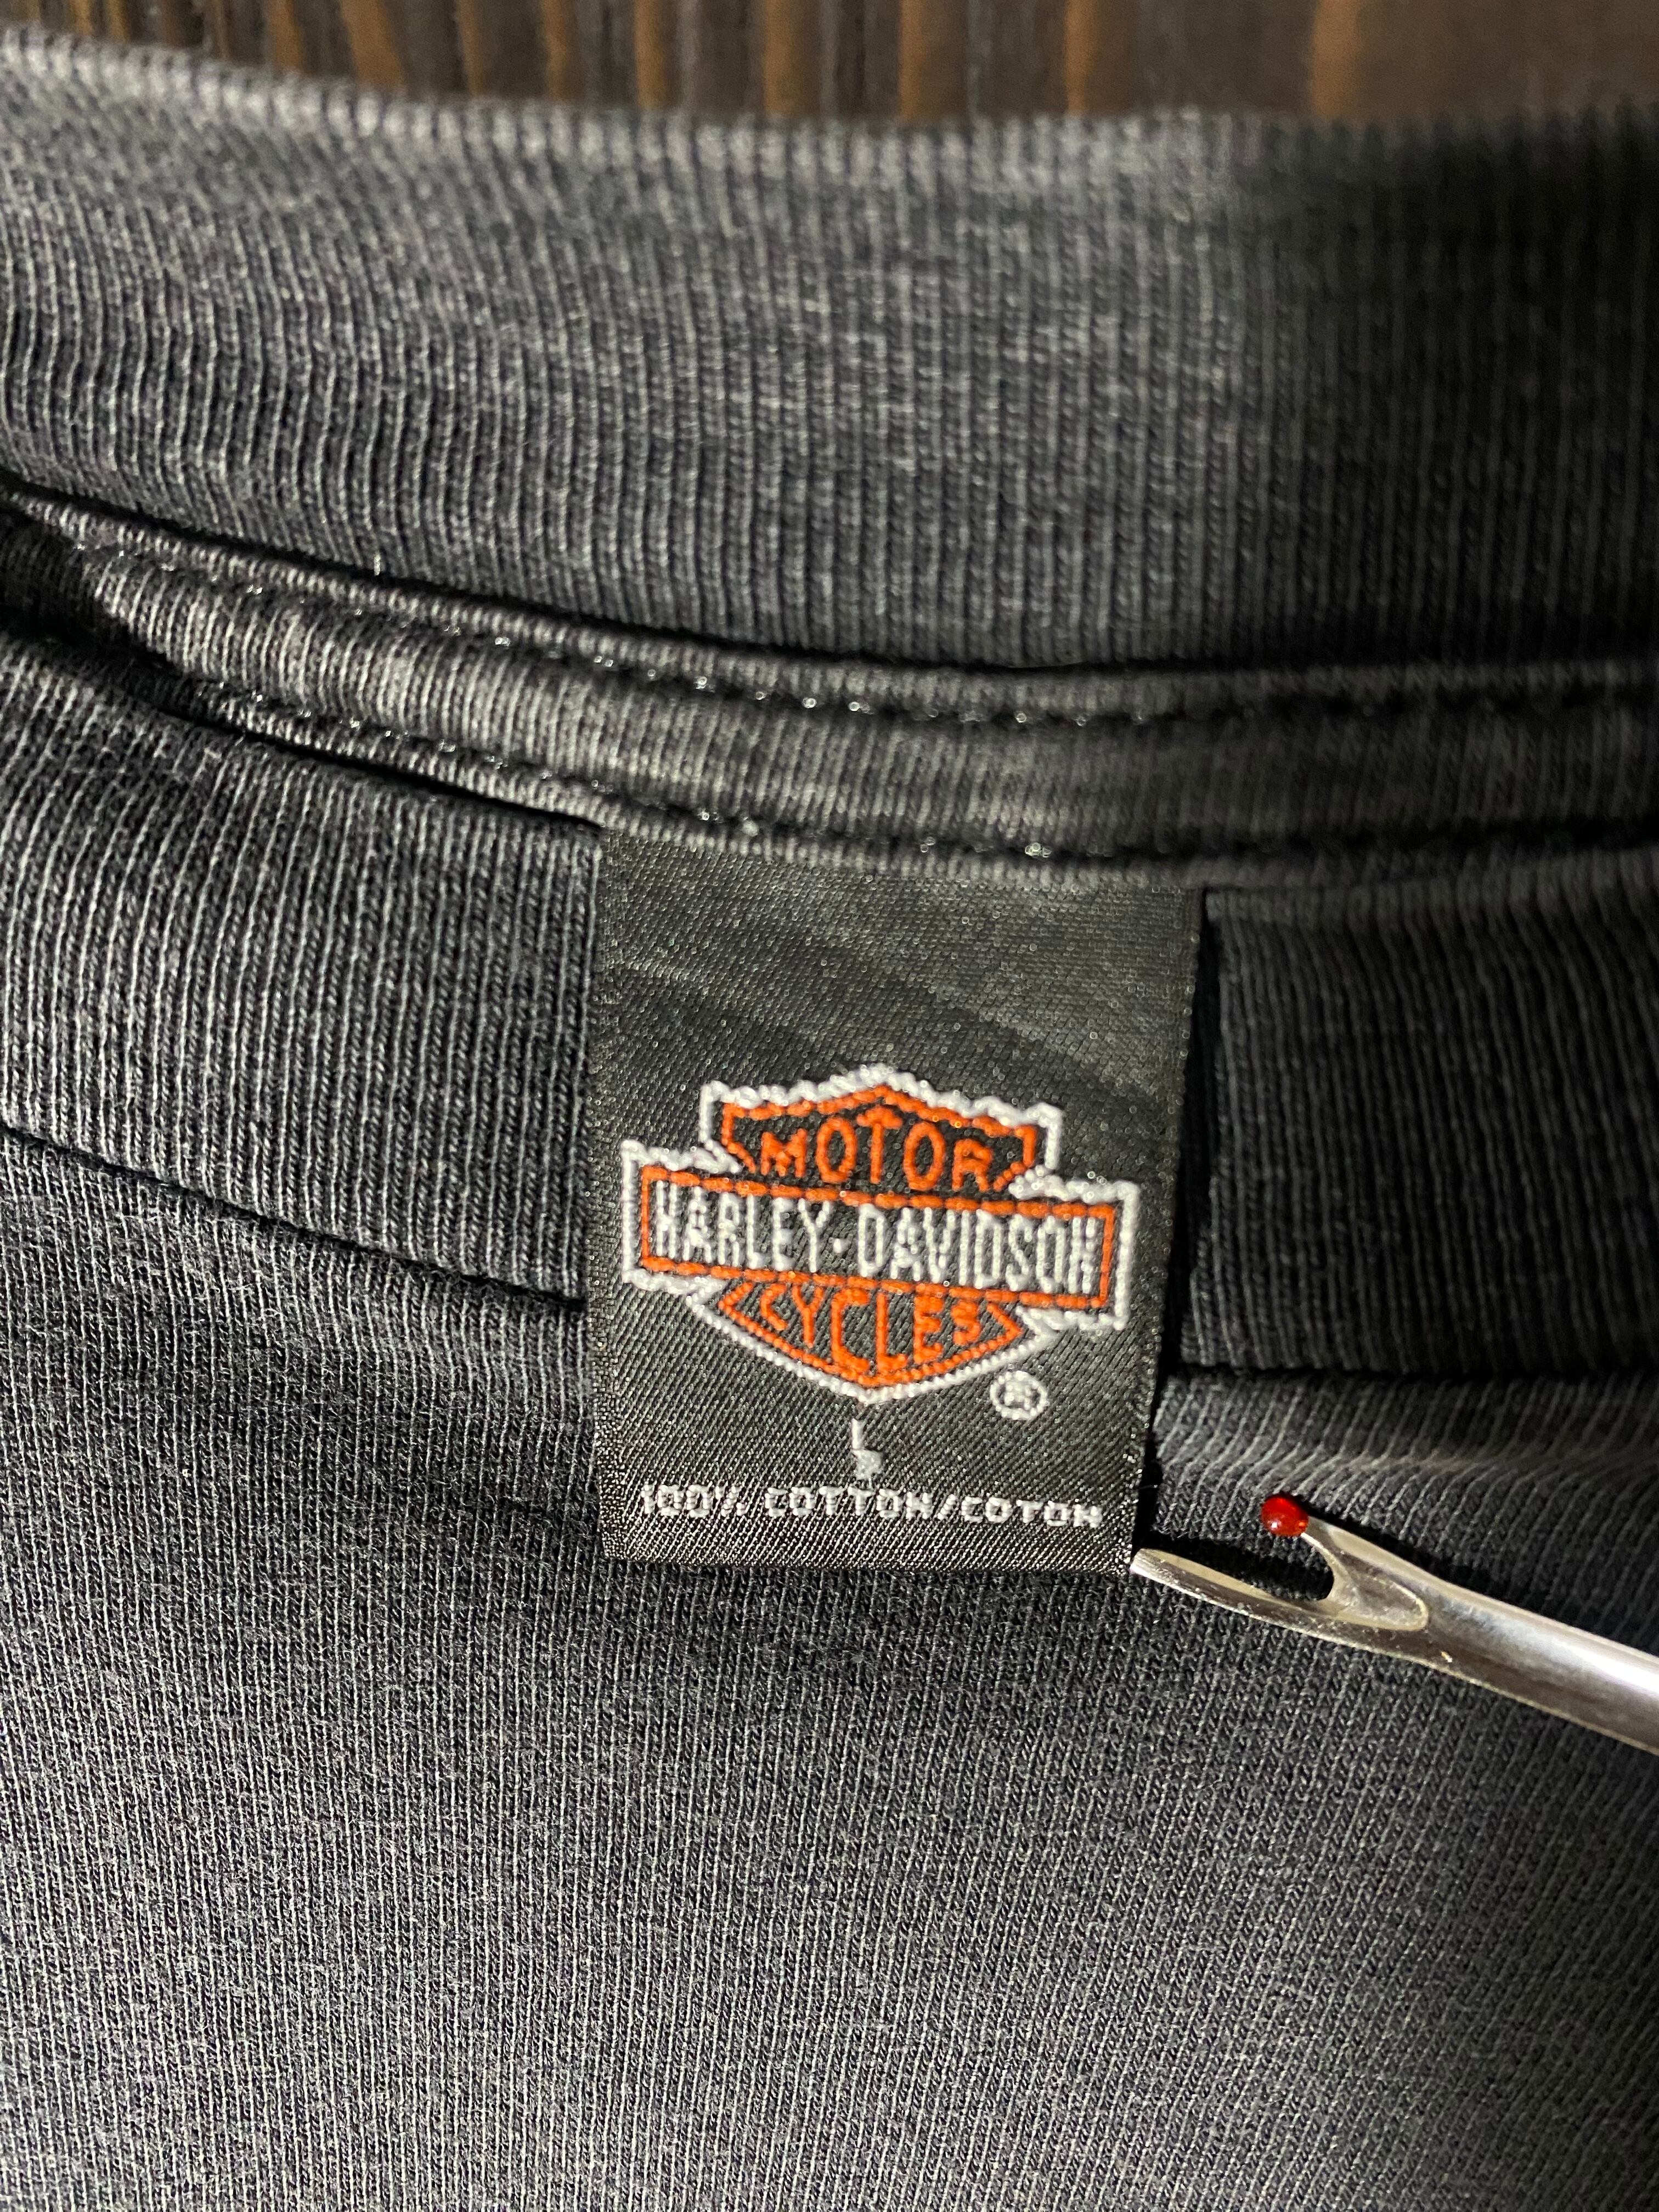 MOTOR
HARLEY-DAVIDSON
CYCLES
®
L
100% COTTON/COTON